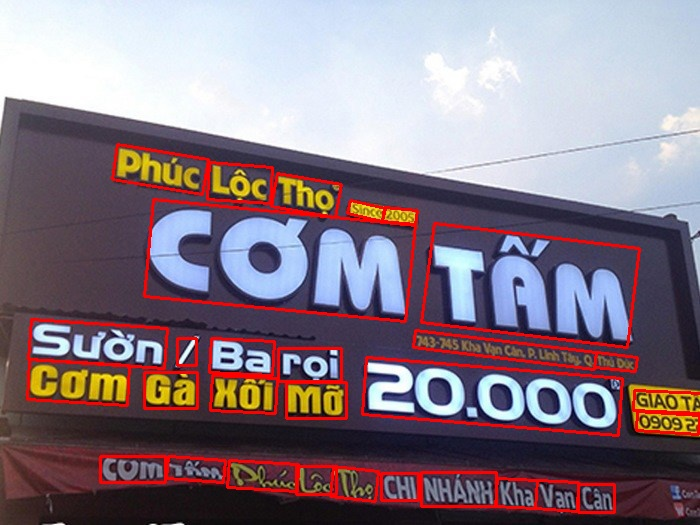 Phúc Lộc Thọ
Since 2005
CƠM TẤM
743-745 Kha Vạn Cân, P. Linh Tây, Q. Thủ Đức
Sườn / Ba rọi
Cơm Gà Xối Mỡ
20.000
GIAO TẬ
0909 2
CƠM TẤM Phúc Lộc Thọ CHI NHÁNH Kha Vạn Cân